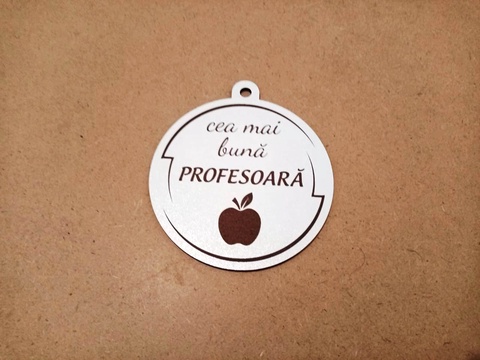 cea mai
bună
PROFESOARĂ